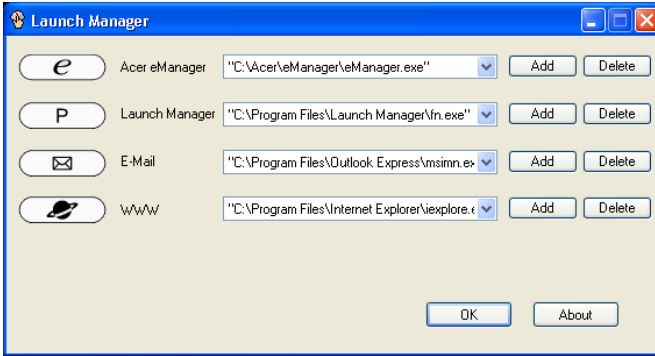 Launch Manager
e Acer eManager "C:\Acer\eManager\eManager.exe" Add Delete
P Launch Manager "C:\Program Files\Launch Manager\fn.exe" Add Delete
E-Mail "C:\Program Files\Outlook Express\msimn.ex Add Delete
WWW "C:\Program Files\Internet Explorer\iexplore.e Add Delete
OK About